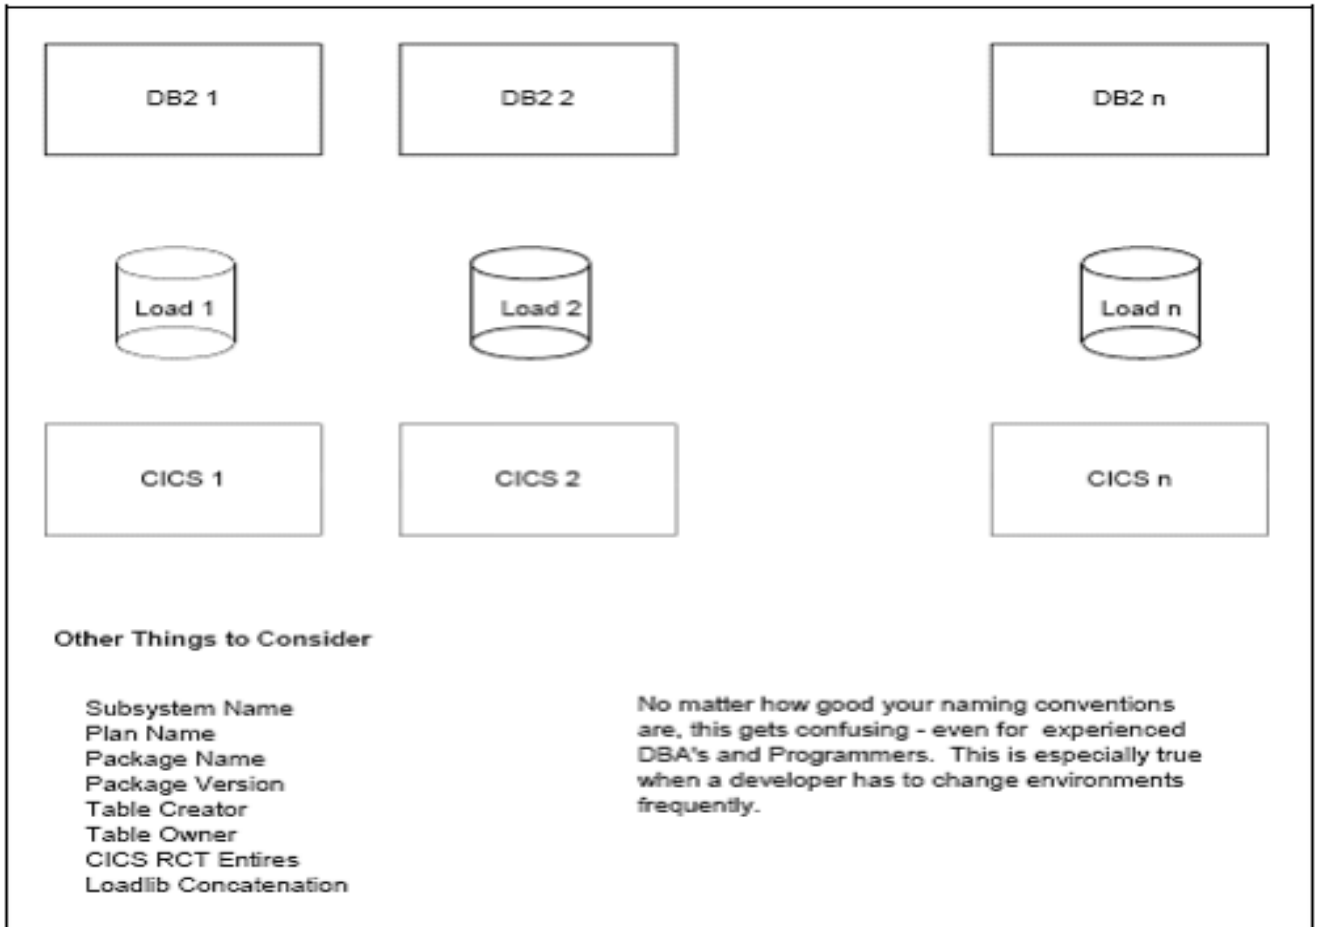 DB2 1
DB2 2
DB2 n
Load 1
Load 2
Load n
CICS 1
CICS 2
CICS n
Other Things to Consider
Subsystem Name
Plan Name
Package Name
Package Version
Table Creator
Table Owner
CICS RCT Entires
Loadlib Concatenation
No matter how good your naming conventions
are, this gets confusing - even for experienced
DBA's and Programmers. This is especially true
when a developer has to change environments
frequently.